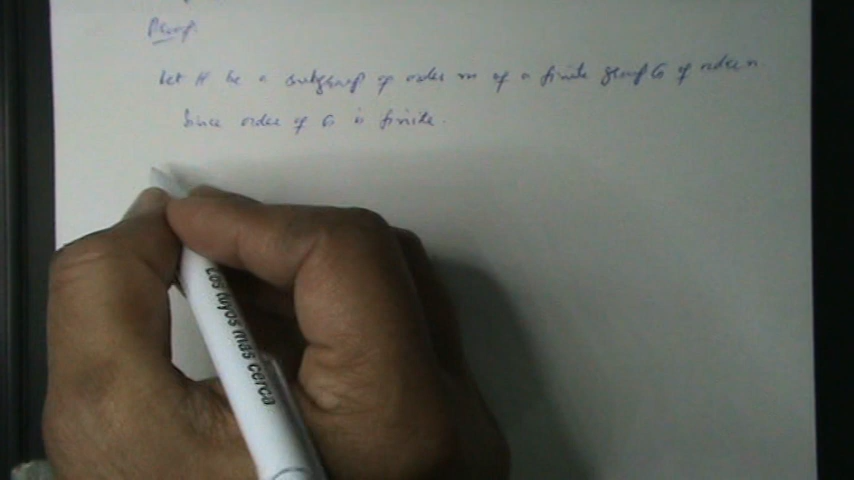 Proof.
Let H be a subgroup of order m of a finite group G of order n
Since order of G is finite.
Los tuyos más cerca